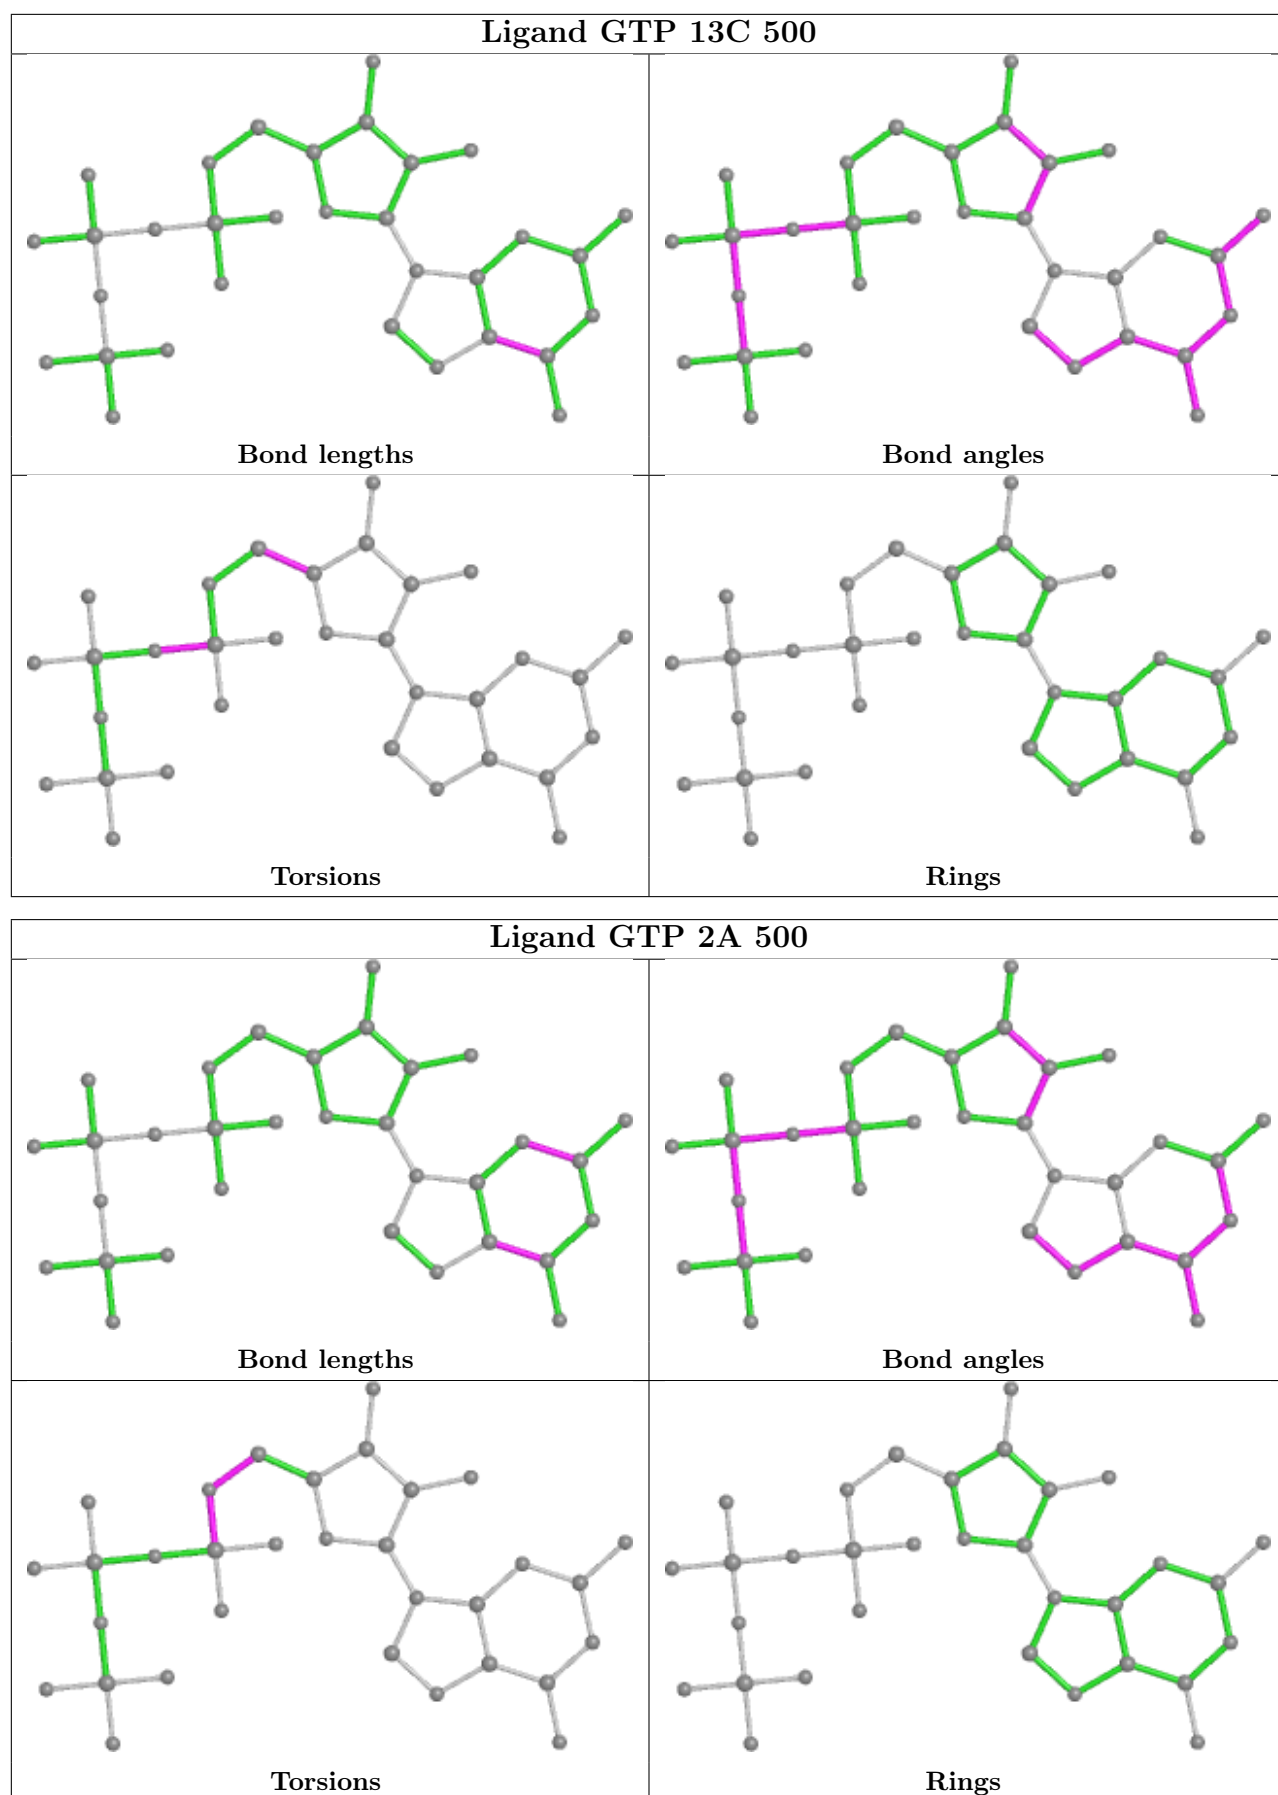 Ligand GTP 13C 500
Bond lengths
Bond angles
Torsions
Rings
Ligand GTP 2A 500
Bond lengths
Bond angles
Torsions
Rings